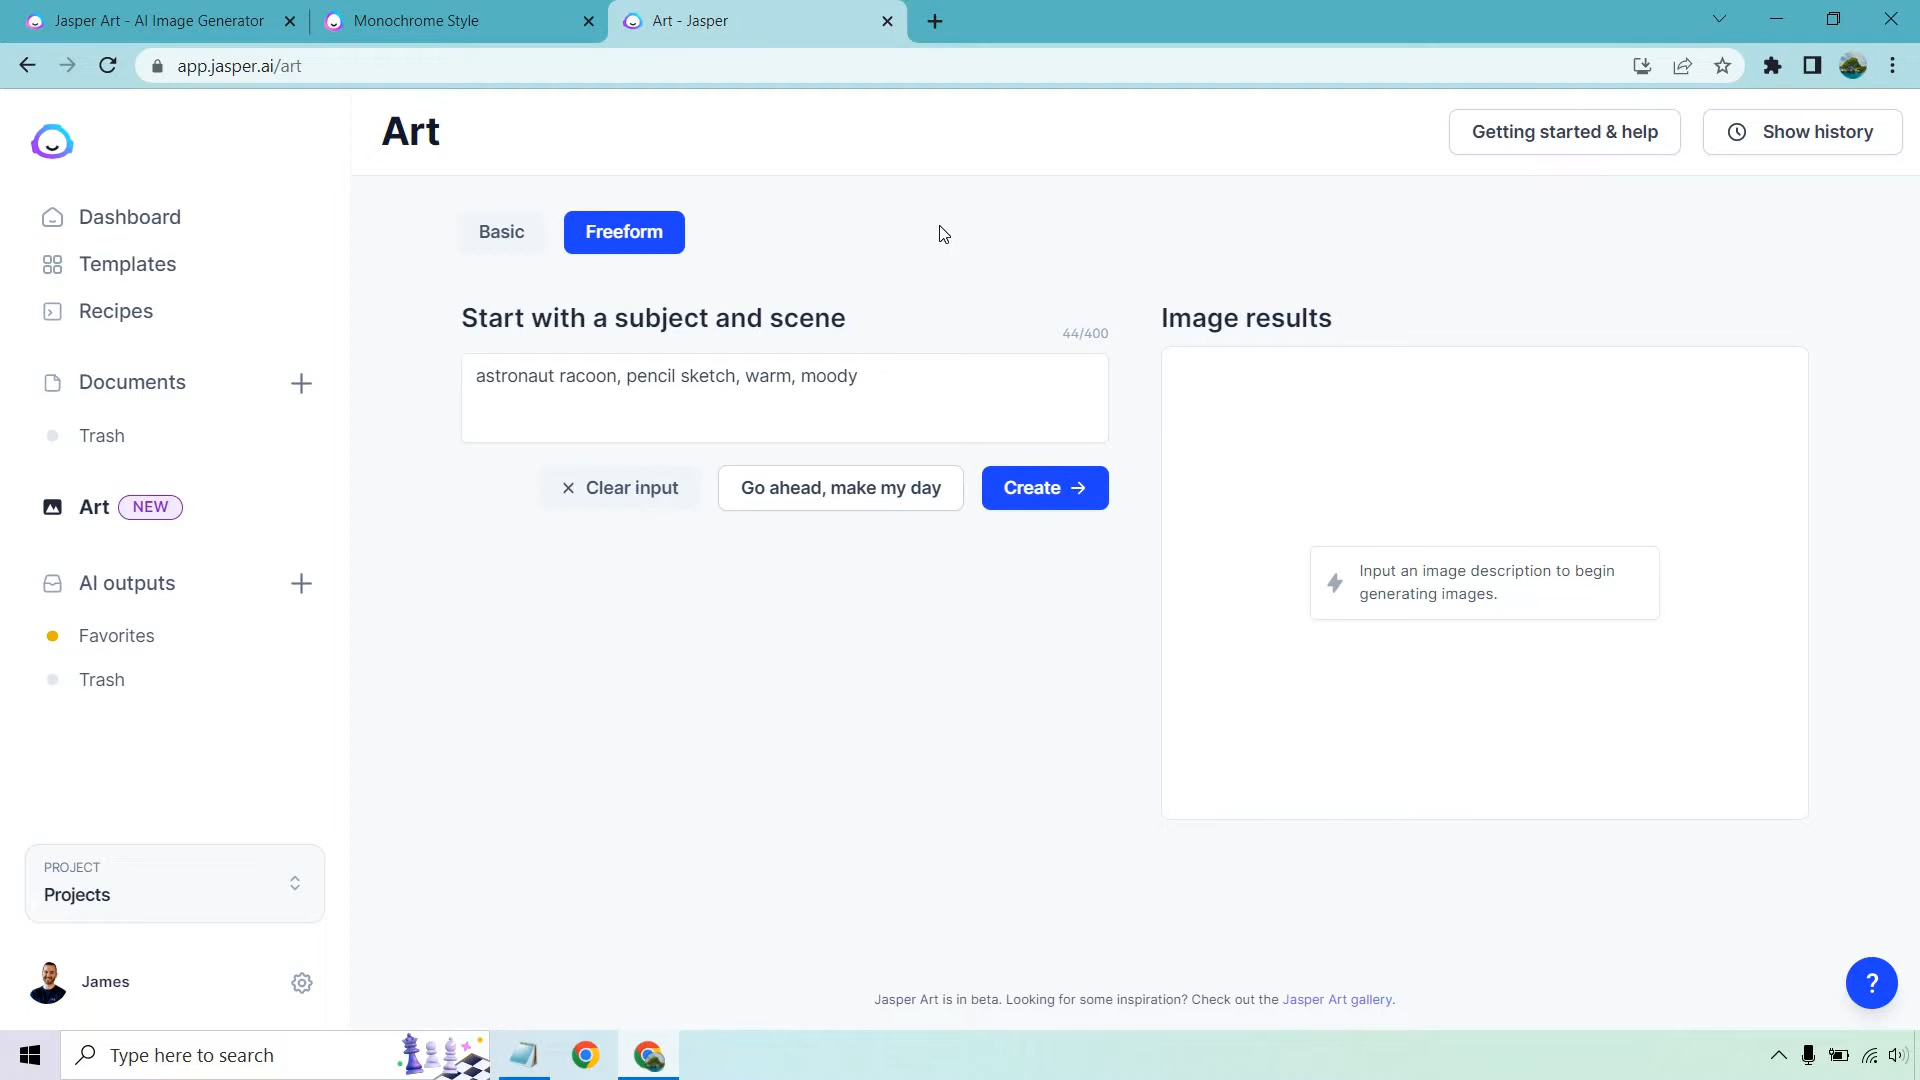 Jasper Art - AI Image Generator
Monochrome Style
Art - Jasper
app.jasper.ai/art
Art
Getting started & help
Show history
Dashboard
Templates
Recipes
Documents
Trash
Art NEW
AI outputs
Favorites
Trash
PROJECT
Projects
James
Basic
Freeform
Start with a subject and scene
44/400
astronaut racoon, pencil sketch, warm, moody
Clear input
Go ahead, make my day
Create
Image results
Input an image description to begin
generating images.
Jasper Art is in beta. Looking for some inspiration? Check out the Jasper Art gallery.
?
Type here to search